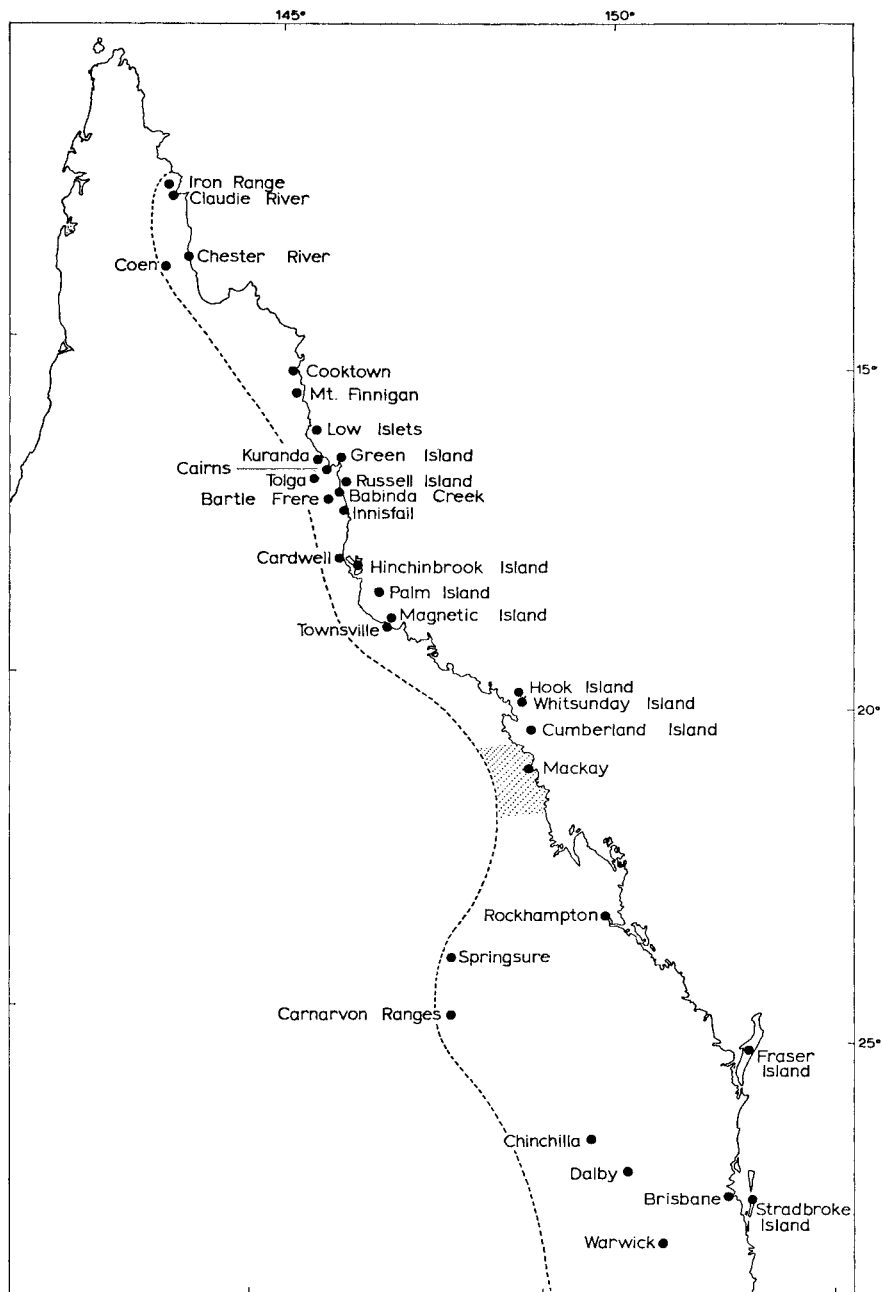 145°
150°
Iron Range
Claudie River
Chester River
Coen
Cooktown
15°
Mt. Finnigan
Low Islets
Kuranda
Green Island
Cairns
Tolga
Russell Island
Bartle Frere
Babinda Creek
Innisfail
Cardwell
Hinchinbrook Island
Palm Island
Magnetic Island
Townsville
Hook Island
Whitsunday Island
20°
Cumberland Island
Mackay
Rockhampton
Springsure
Carnarvon Ranges
25°
Fraser
Island
Chinchilla
Dalby
Brisbane
Stradbroke
Island
Warwick